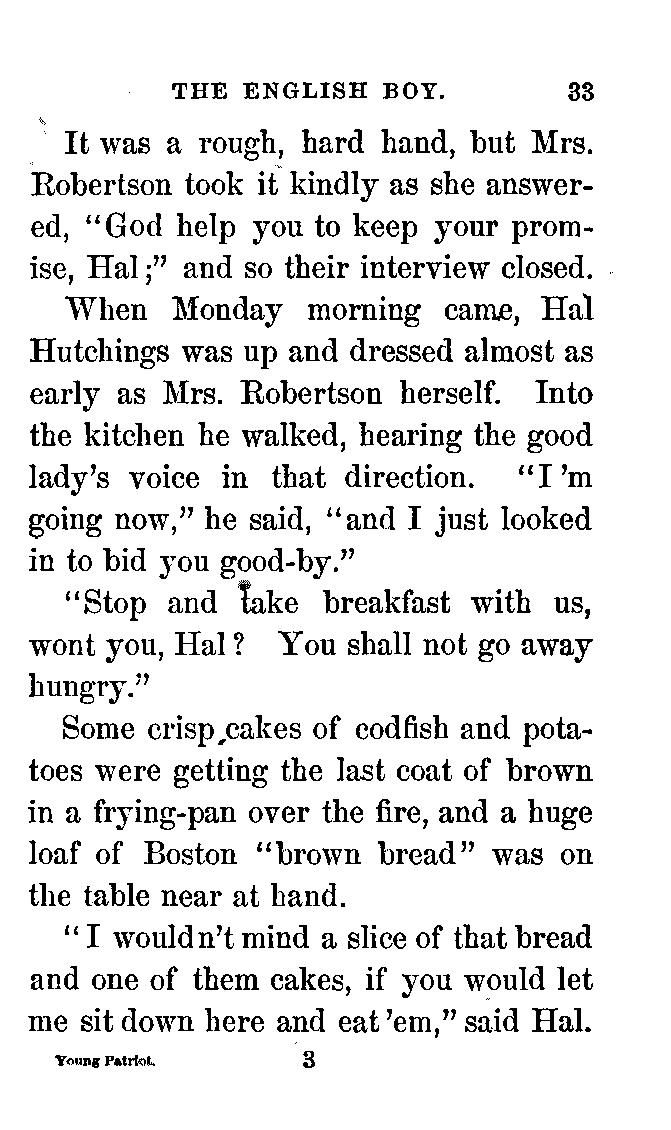 THE ENGLISH BOY. 33
It was a rough, hard hand, but Mrs.
Robertson took it kindly as she answer-
ed, “God help you to keep your prom-
ise, Hal;” and so their interview closed.
When Monday morning came, Hal
Hutchings was up and dressed almost as
early as Mrs. Robertson herself. Into
the kitchen he walked, hearing the good
lady’s voice in that direction. “I ’m
going now,” he said, “and I just looked
in to bid you good-by.”
“Stop and take breakfast with us,
wont you, Hal? You shall not go away
hungry.”
Some crisp cakes of codfish and pota-
toes were getting the last coat of brown
in a frying-pan over the fire, and a huge
loaf of Boston “brown bread” was on
the table near at hand.
“I wouldn’t mind a slice of that bread
and one of them cakes, if you would let
me sit down here and eat ’em,” said Hal.
Young Patriot. 3